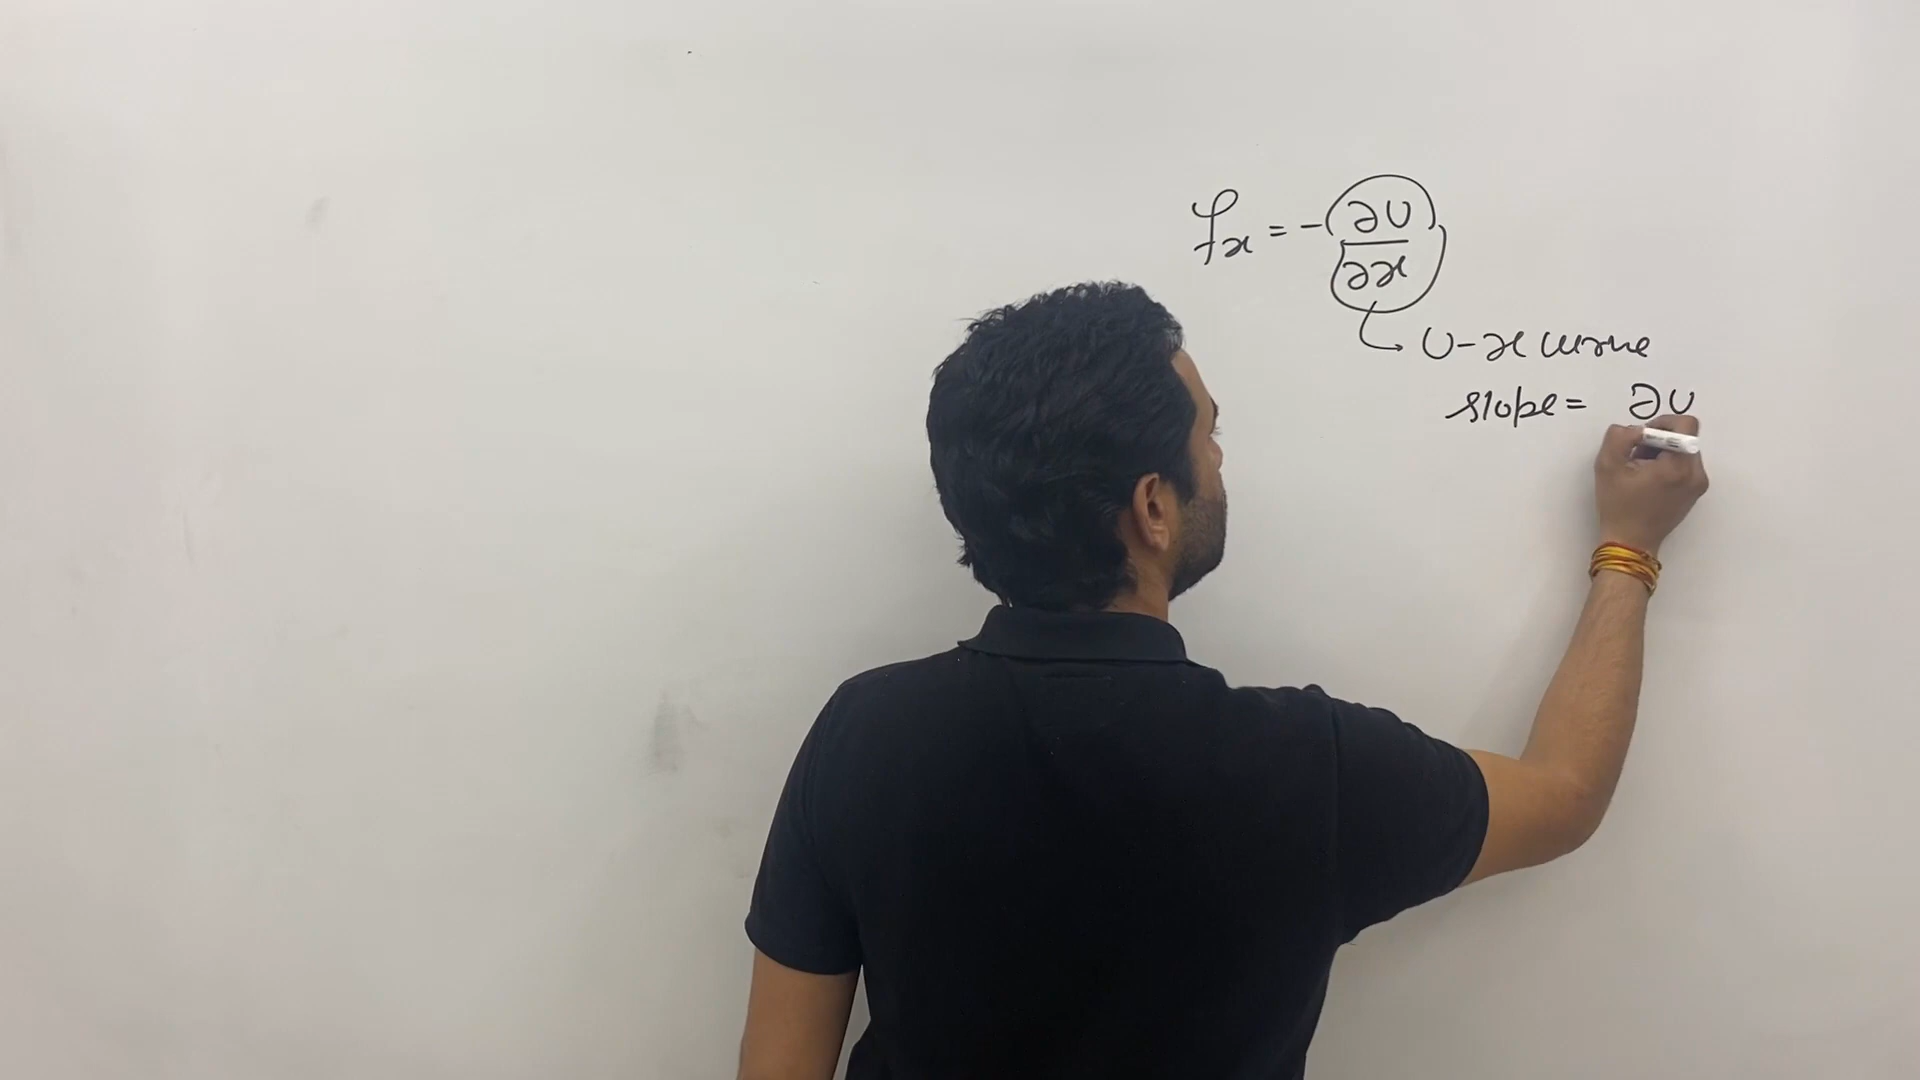 fx = - ∂U/∂x
U-x curve
slope = ∂U